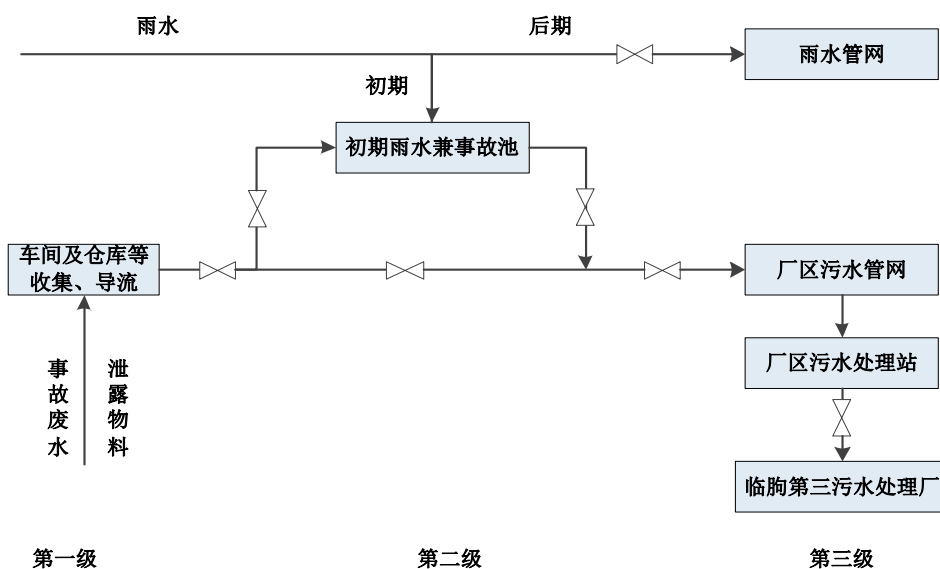 雨水
后期
雨水管网
初期
初期雨水兼事故池
车间及仓库等
收集、导流
厂区污水管网
事故废水
泄露物料
厂区污水处理站
临朐第三污水处理厂
第一级
第二级
第三级